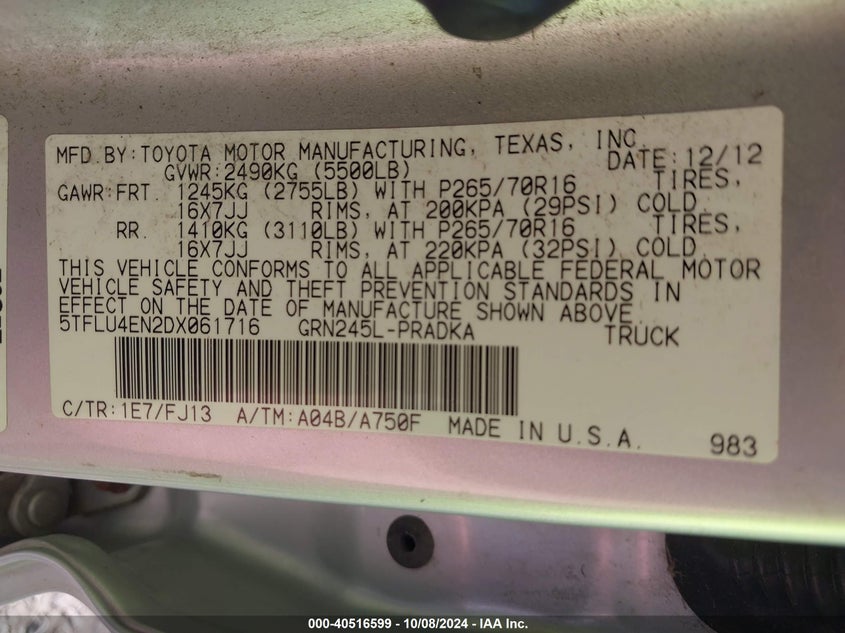 MFD.BY:TOYOTA MOTOR MANUFACTURING, TEXAS, INC.
GVWR:2490KG (5500LB) DATE:12/12
GAWR:FRT. 1245KG (2755LB) WITH P265/70R16 TIRES,
16X7JJ RIMS, AT 200KPA (29PSI) COLD.
RR. 1410KG (3110LB) WITH P265/70R16 TIRES,
16X7JJ RIMS, AT 220KPA (32PSI) COLD.
THIS VEHICLE CONFORMS TO ALL APPLICABLE FEDERAL MOTOR
VEHICLE SAFETY AND THEFT PREVENTION STANDARDS IN
EFFECT ON THE DATE OF MANUFACTURE SHOWN ABOVE.
5TFLU4EN2DX061716 GRN245L-PRADKA TRUCK
C/TR:1E7/FJ13 A/TM:A04B/A750F MADE IN U.S.A. 983
000-40516599 - 10/08/2024 - IAA Inc.